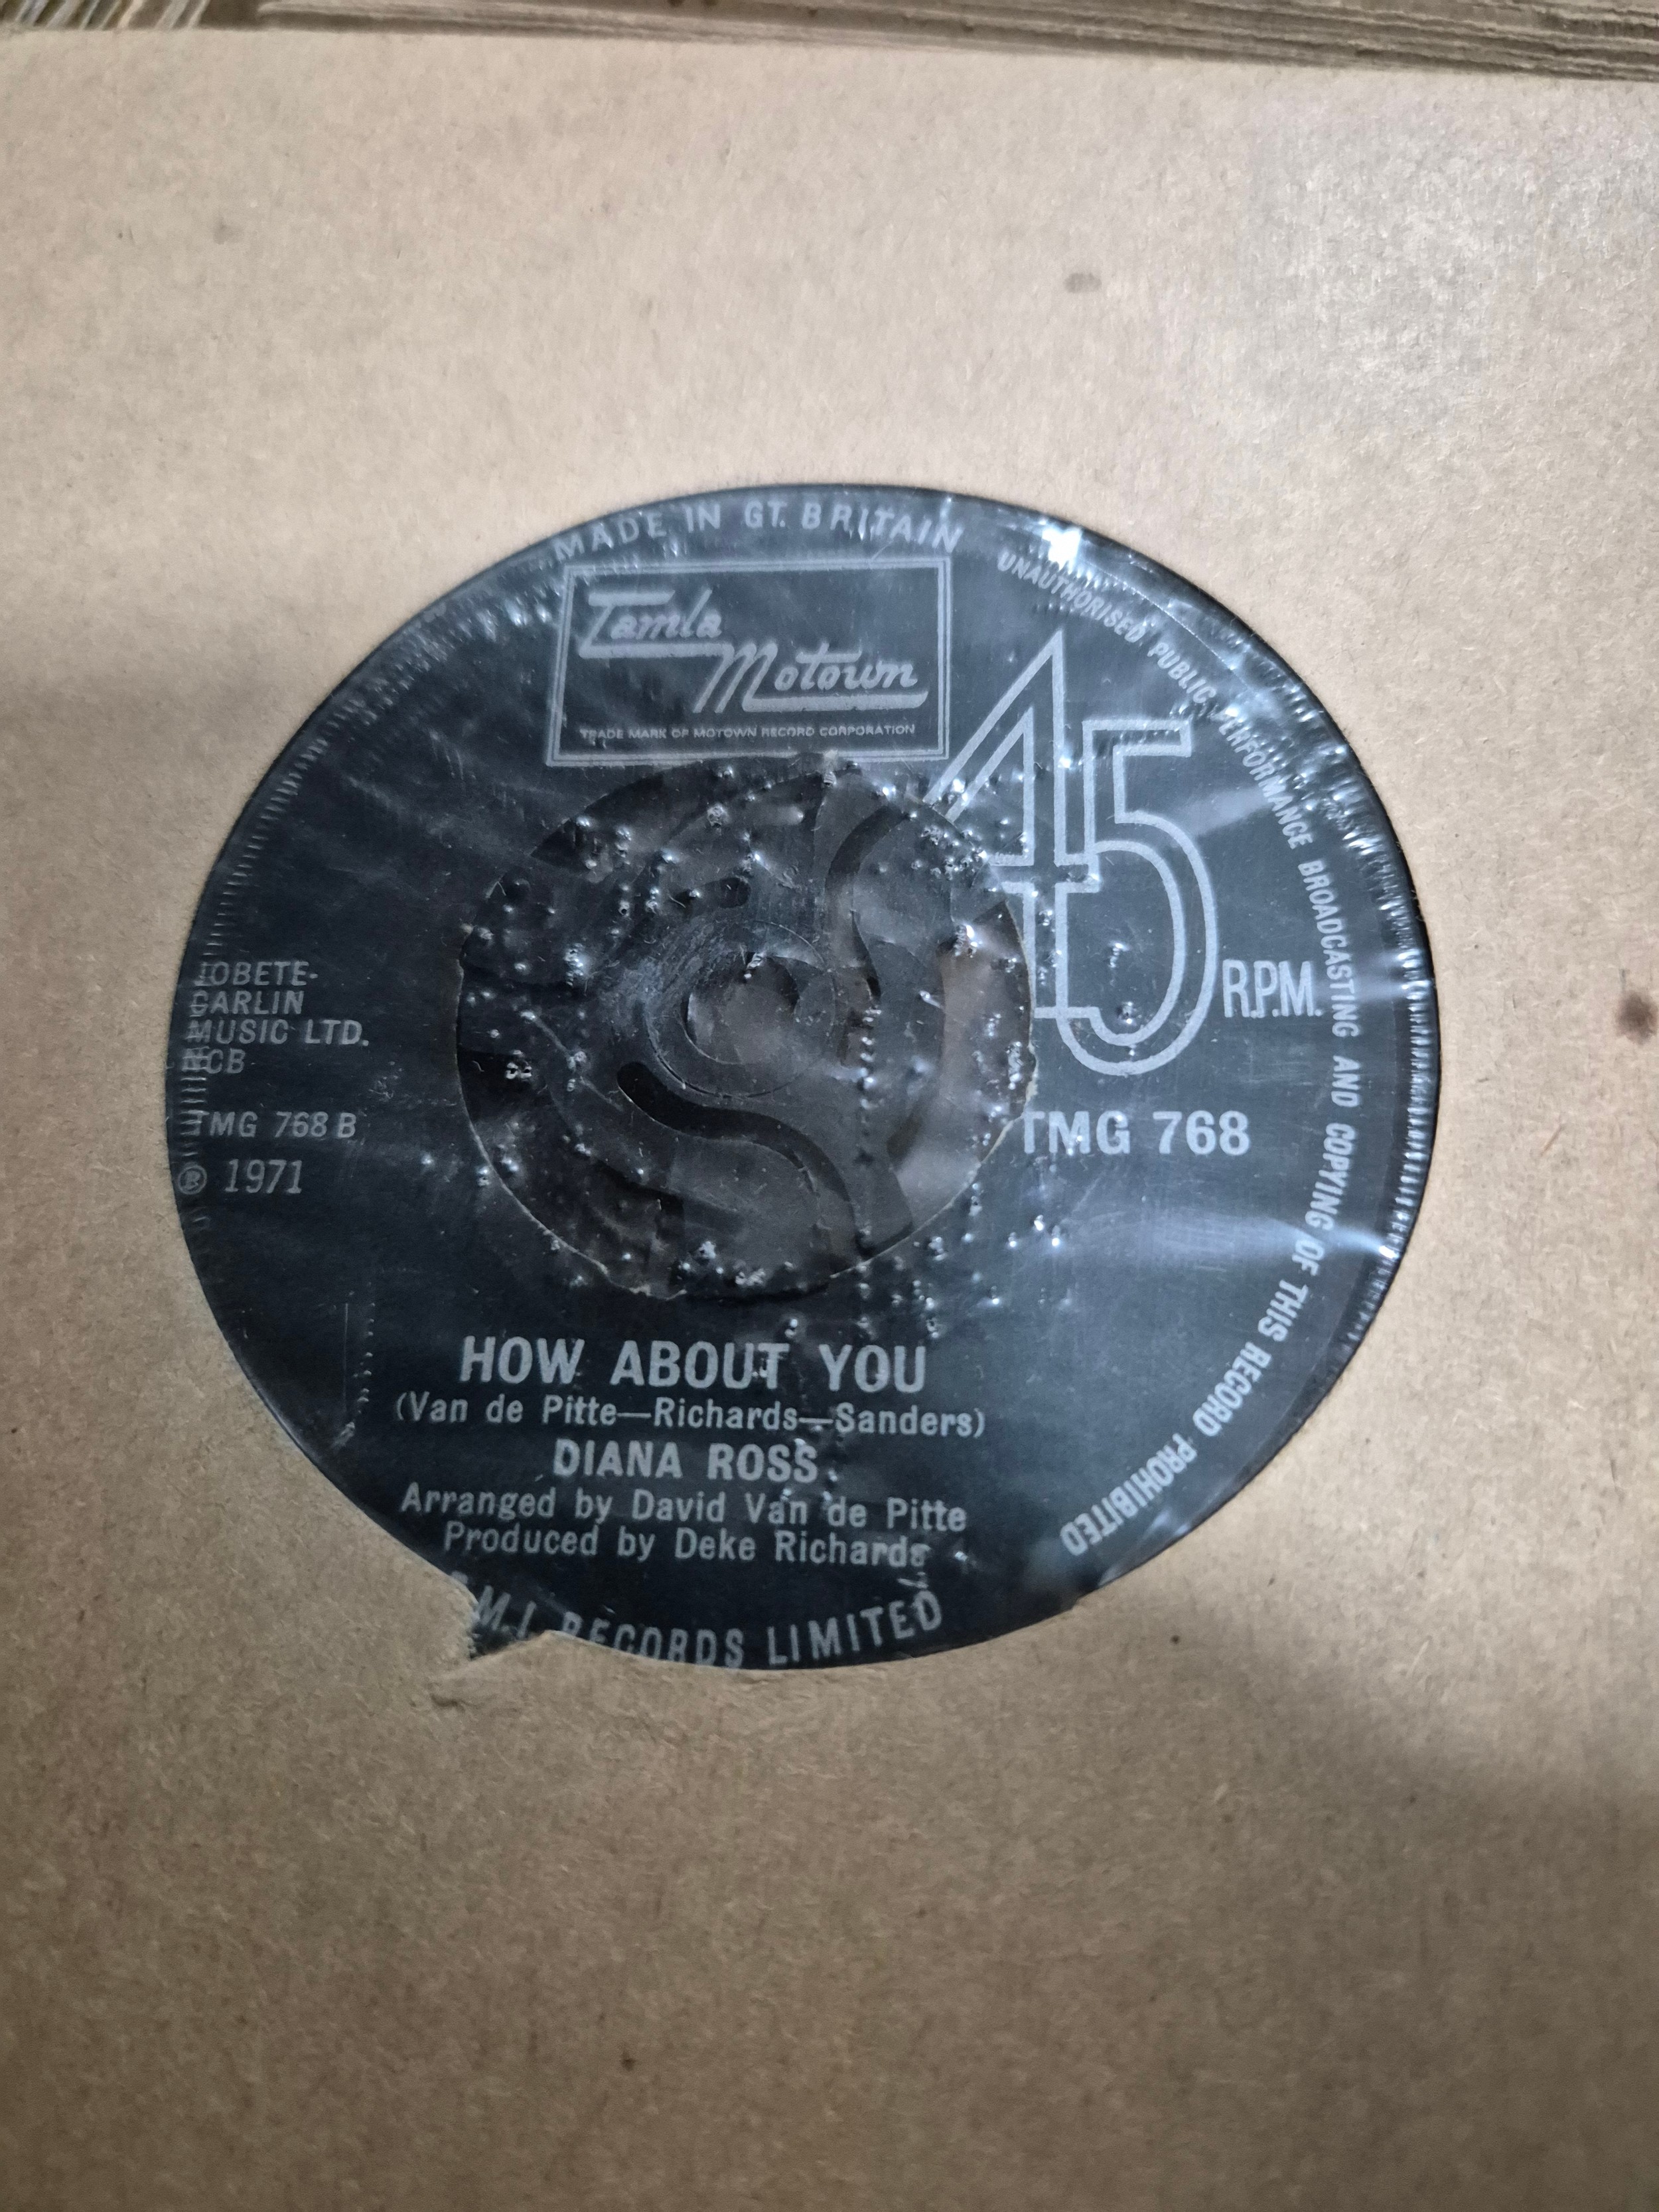 MADE IN GT. BRITAIN
UNAUTHORISED PUBLIC PERFORMANCE BROADCASTING AND COPYING OF THIS RECORD PROHIBITED
Tamla
Motown
TRADE MARK OF MOTOWN RECORD CORPORATION
45
R.P.M.
JOBETE-
CARLIN
MUSIC LTD.
NCB
TMG 768 B
Ⓟ 1971
TMG 768
HOW ABOUT YOU
(Van de Pitte—Richards—Sanders)
DIANA ROSS
Arranged by David Van de Pitte
Produced by Deke Richards
M.I. RECORDS LIMITED